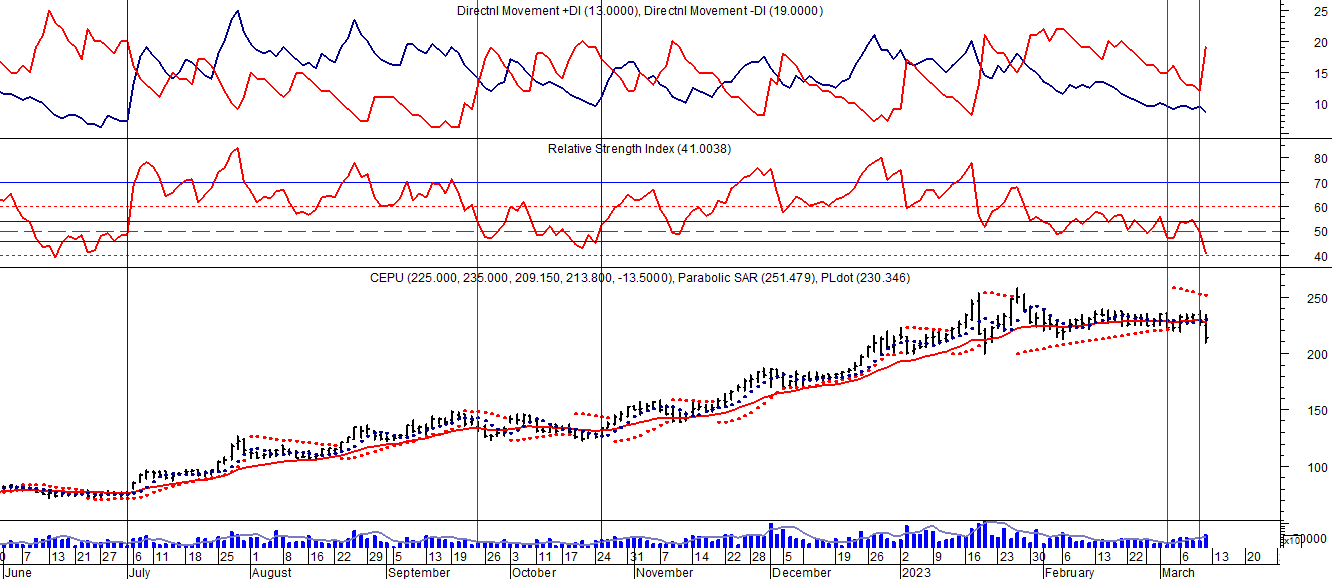 Directnl Movement +DI (13.0000), Directnl Movement -DI (19.0000)
25
20
15
10
Relative Strength Index (41.0038)
80
70
60
50
40
CEPU (225.000, 235.000, 209.150, 213.800, -13.5000), Parabolic SAR (251.479), PLdot (230.346)
250
200
150
100
0000
x10
0 7 13 21 27 6 11 18 25 1 8 16 22 29 5 13 19 26 3 11 17 24 31 7 14 22 28 5 19 26 2 9 16 23 30 6 13 22 6 13 20
June July August September October November December 2023 February March